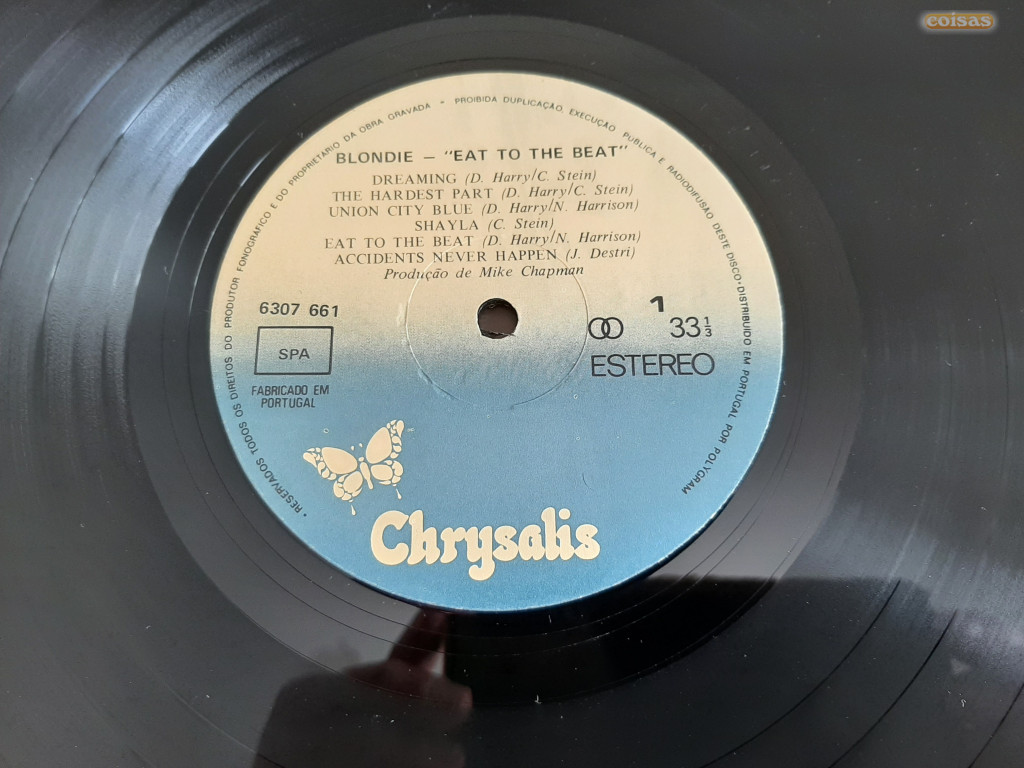 coisas
• RESERVADOS TODOS OS DIREITOS DO PRODUTOR FONOGRÁFICO E DO PROPRIETÁRIO DA OBRA GRAVADA • PROIBIDA DUPLICAÇÃO, EXECUÇÃO PÚBLICA E RADIODIFUSÃO DESTE DISCO • DISTRIBUIDO EM PORTUGAL POR POLYGRAM
BLONDIE — "EAT TO THE BEAT"
DREAMING (D. Harry/C. Stein)
THE HARDEST PART (D. Harry/C. Stein)
UNION CITY BLUE (D. Harry/N. Harrison)
SHAYLA (C. Stein)
EAT TO THE BEAT (D. Harry/N. Harrison)
ACCIDENTS NEVER HAPPEN (J. Destri)
Produção de Mike Chapman
6307 661
1
33⅓
SPA
ESTEREO
FABRICADO EM
PORTUGAL
Chrysalis